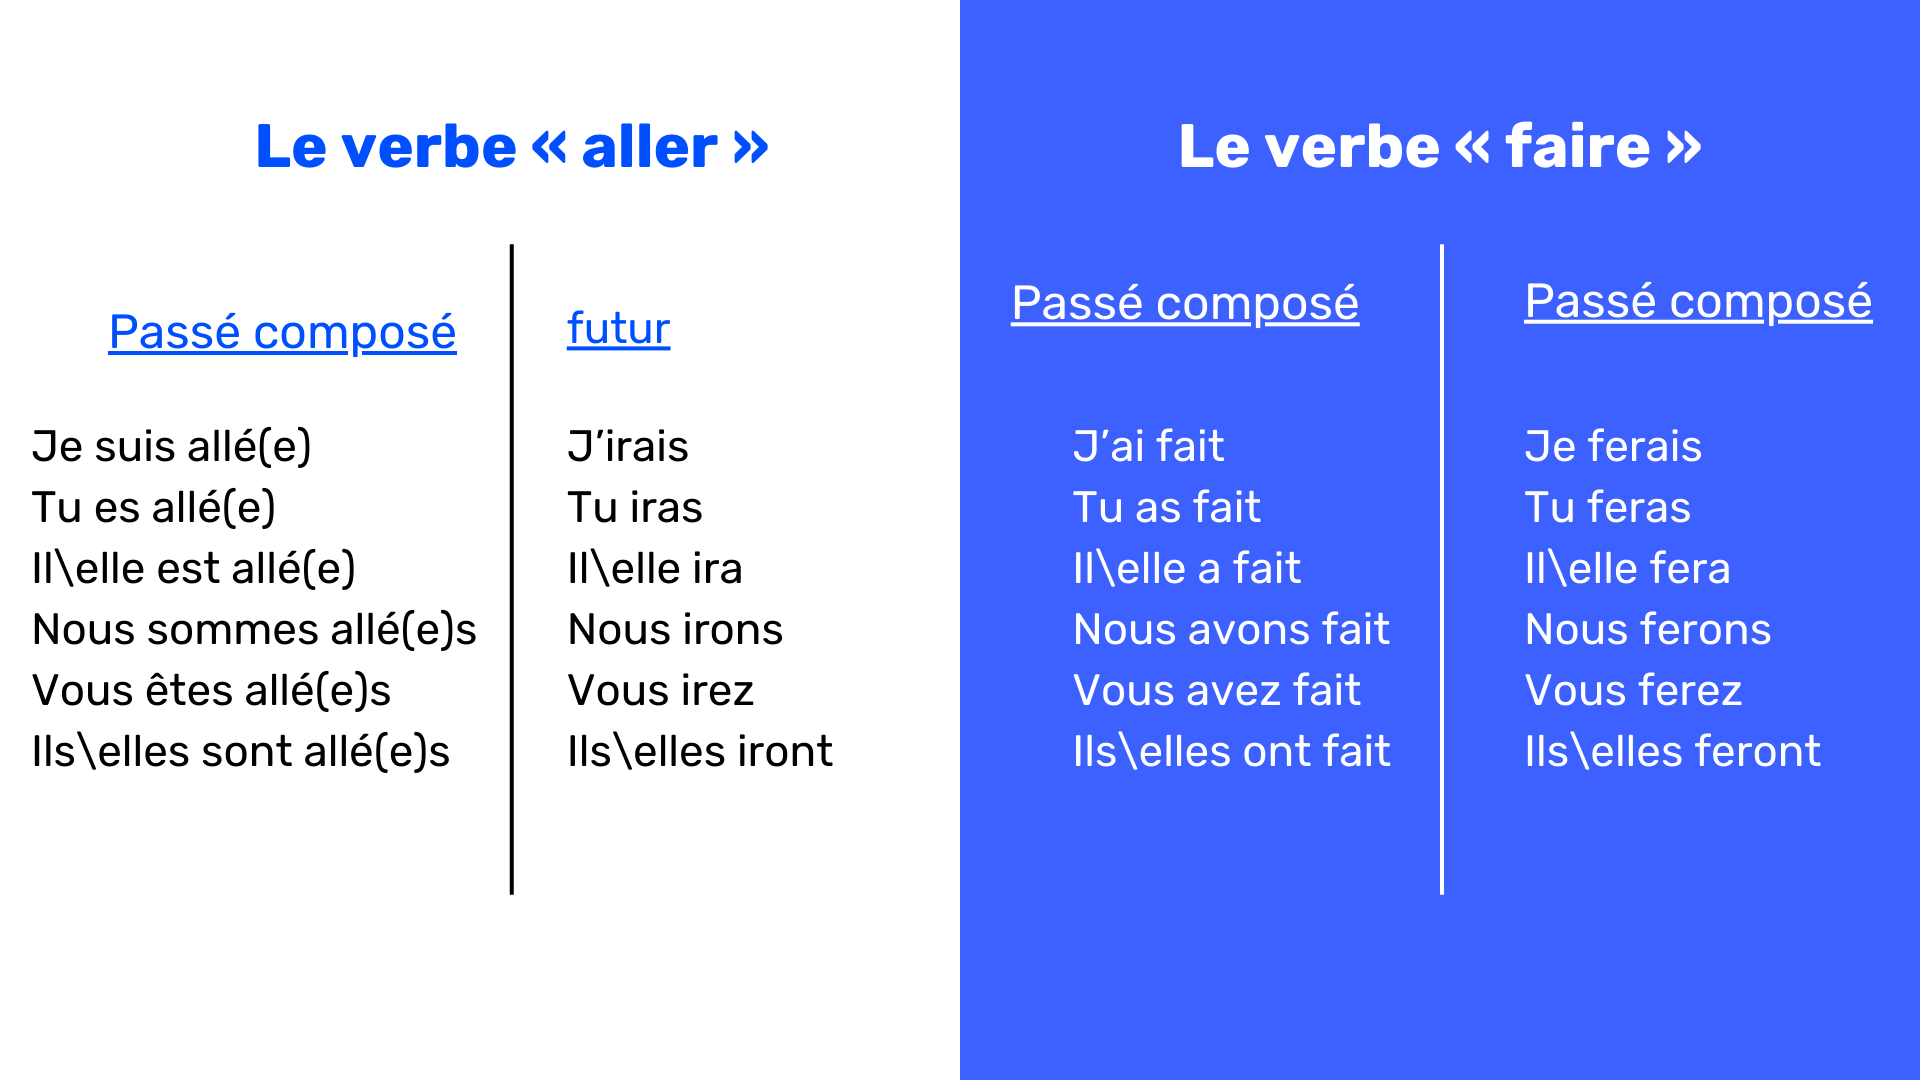 Le verbe « aller »
Passé composé
Je suis allé(e)
Tu es allé(e)
Il\elle est allé(e)
Nous sommes allé(e)s
Vous êtes allé(e)s
Ils\elles sont allé(e)s
futur
J’irais
Tu iras
Il\elle ira
Nous irons
Vous irez
Ils\elles iront
Le verbe « faire »
Passé composé
J’ai fait
Tu as fait
Il\elle a fait
Nous avons fait
Vous avez fait
Ils\elles ont fait
Passé composé
Je ferais
Tu feras
Il\elle fera
Nous ferons
Vous ferez
Ils\elles feront